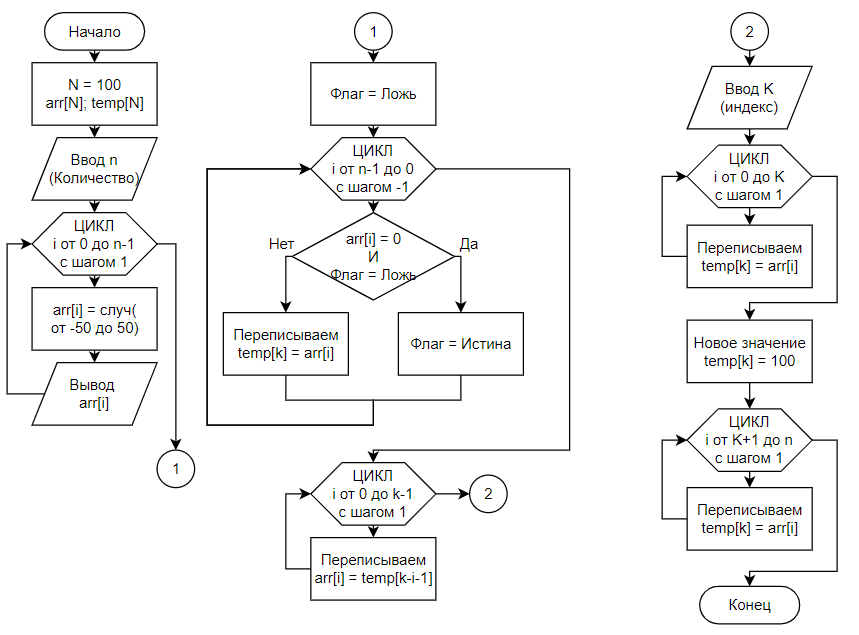 Начало
N = 100
arr[N]; temp[N]
Ввод n
(Количество)
ЦИКЛ
i от 0 до n-1
с шагом 1
arr[i] = случ(
от -50 до 50)
Вывод
arr[i]
1
1
Флаг = Ложь
ЦИКЛ
i от n-1 до 0
с шагом -1
arr[i] = 0
И
Флаг = Ложь
Нет
Да
Переписываем
temp[k] = arr[i]
Флаг = Истина
ЦИКЛ
i от 0 до k-1
с шагом 1
2
Переписываем
arr[i] = temp[k-i-1]
2
Ввод K
(индекс)
ЦИКЛ
i от 0 до K
с шагом 1
Переписываем
temp[k] = arr[i]
Новое значение
temp[k] = 100
ЦИКЛ
i от K+1 до n
с шагом 1
Переписываем
temp[k] = arr[i]
Конец